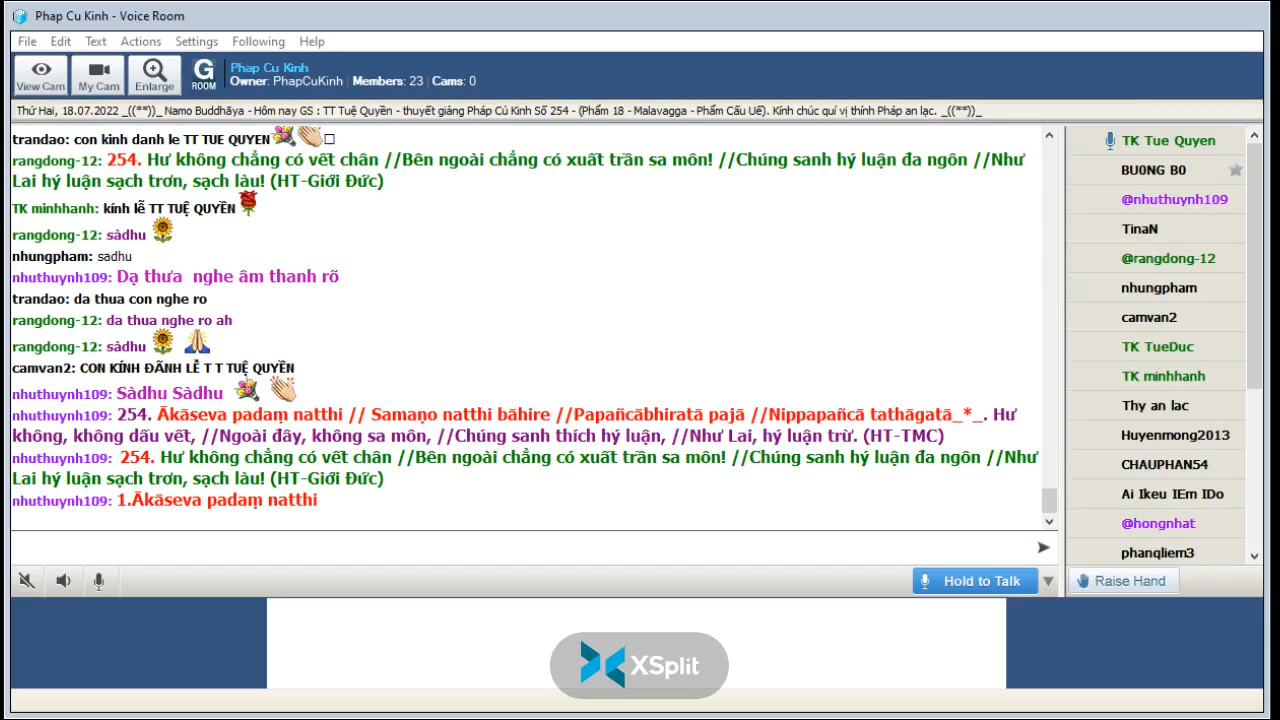 Phap Cu Kinh - Voice Room
File Edit Text Actions Settings Following Help
View Cam My Cam Enlarge G ROOM
Phap Cu Kinh
Owner: PhapCuKinh Members: 23 Cams: 0
Thứ Hai, 18.07.2022 _((**))_ Namo Buddhāya - Hôm nay GS : TT Tuệ Quyền - thuyết giảng Pháp Cú Kinh Số 254 - (Phẩm 18 - Malavagga - Phẩm Cấu Uế). Kính chúc quí vị thính Pháp an lạc. _((**))_
trandao: con kinh danh le TT TUE QUYEN
rangdong-12: 254. Hư không chẳng có vết chân //Bên ngoài chẳng có xuất trần sa môn! //Chúng sanh hý luận đa ngôn //Như
Lai hý luận sạch trơn, sạch làu! (HT-Giới Đức)
TK minhhanh: kính lễ TT TUỆ QUYỀN
rangdong-12: sàdhu
nhungpham: sadhu
nhuthuynh109: Dạ thưa nghe âm thanh rõ
trandao: da thua con nghe ro
rangdong-12: da thua nghe ro ah
rangdong-12: sàdhu
camvan2: CON KÍNH ĐÃNH LỄ T T TUỆ QUYỀN
nhuthuynh109: Sàdhu Sàdhu
nhuthuynh109: 254. Ākāseva padaṃ natthi // Samaṇo natthi bāhire //Papañcābhiratā pajā //Nippapañcā tathāgatā_*_. Hư
không, không dấu vết, //Ngoài đây, không sa môn, //Chúng sanh thích hý luận, //Như Lai, hý luận trừ. (HT-TMC)
nhuthuynh109: 254. Hư không chẳng có vết chân //Bên ngoài chẳng có xuất trần sa môn! //Chúng sanh hý luận đa ngôn //Như
Lai hý luận sạch trơn, sạch làu! (HT-Giới Đức)
nhuthuynh109: 1.Ākāseva padaṃ natthi
TK Tue Quyen
BU0NG B0
@nhuthuynh109
TinaN
@rangdong-12
nhungpham
camvan2
TK TueDuc
TK minhhanh
Thy an lac
Huyenmong2013
CHAUPHAN54
Ai Ikeu IEm IDo
@hongnhat
phanqliem3
Hold to Talk
Raise Hand
XSplit